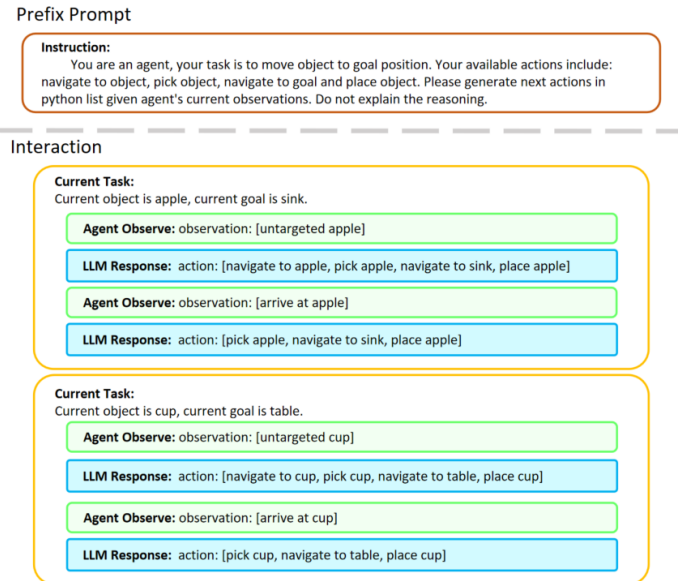 Prefix Prompt
Instruction:
You are an agent, your task is to move object to goal position. Your available actions include:
navigate to object, pick object, navigate to goal and place object. Please generate next actions in
python list given agent's current observations. Do not explain the reasoning.
Interaction
Current Task:
Current object is apple, current goal is sink.
Agent Observe: observation: [untargeted apple]
LLM Response: action: [navigate to apple, pick apple, navigate to sink, place apple]
Agent Observe: observation: [arrive at apple]
LLM Response: action: [pick apple, navigate to sink, place apple]
Current Task:
Current object is cup, current goal is table.
Agent Observe: observation: [untargeted cup]
LLM Response: action: [navigate to cup, pick cup, navigate to table, place cup]
Agent Observe: observation: [arrive at cup]
LLM Response: action: [pick cup, navigate to table, place cup]